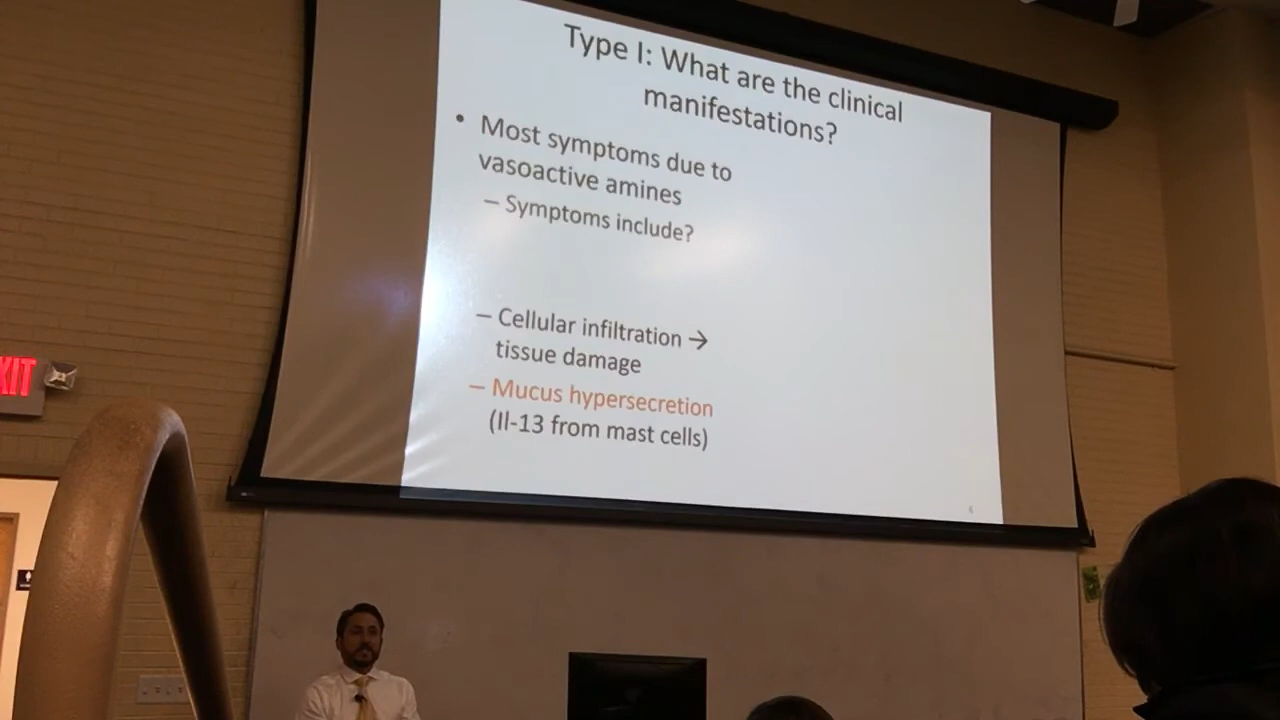 Type I: What are the clinical
manifestations?
• Most symptoms due to
vasoactive amines
– Symptoms include?
– Cellular infiltration →
tissue damage
– Mucus hypersecretion
(Il-13 from mast cells)
XIT